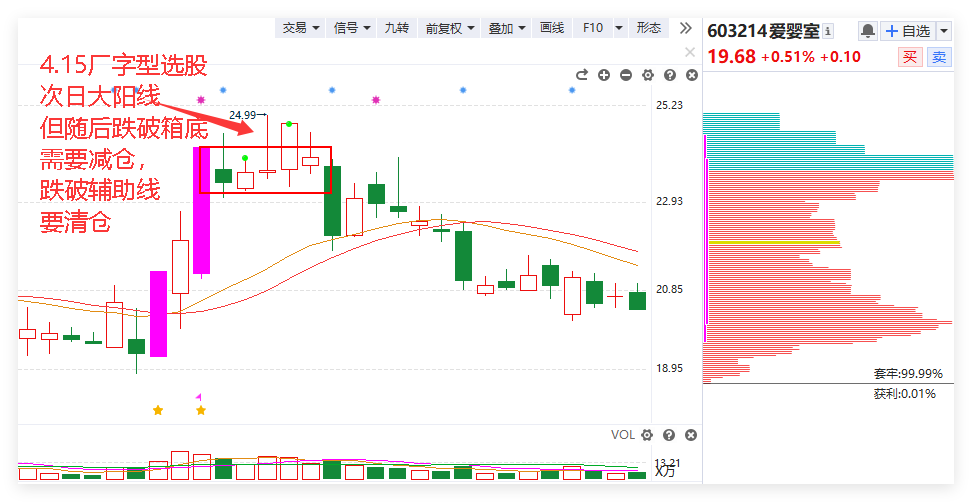 交易 信号 九转 前复权 叠加 画线 F10 形态
603214爱婴室
自选
19.68 +0.51% +0.10
买 卖
4.15厂字型选股
次日大阳线
但随后跌破箱底
需要减仓，
跌破辅助线
要清仓
24.99
25.23
22.93
20.85
18.95
套牢:99.99%
获利:0.01%
VOL
13.21
X万